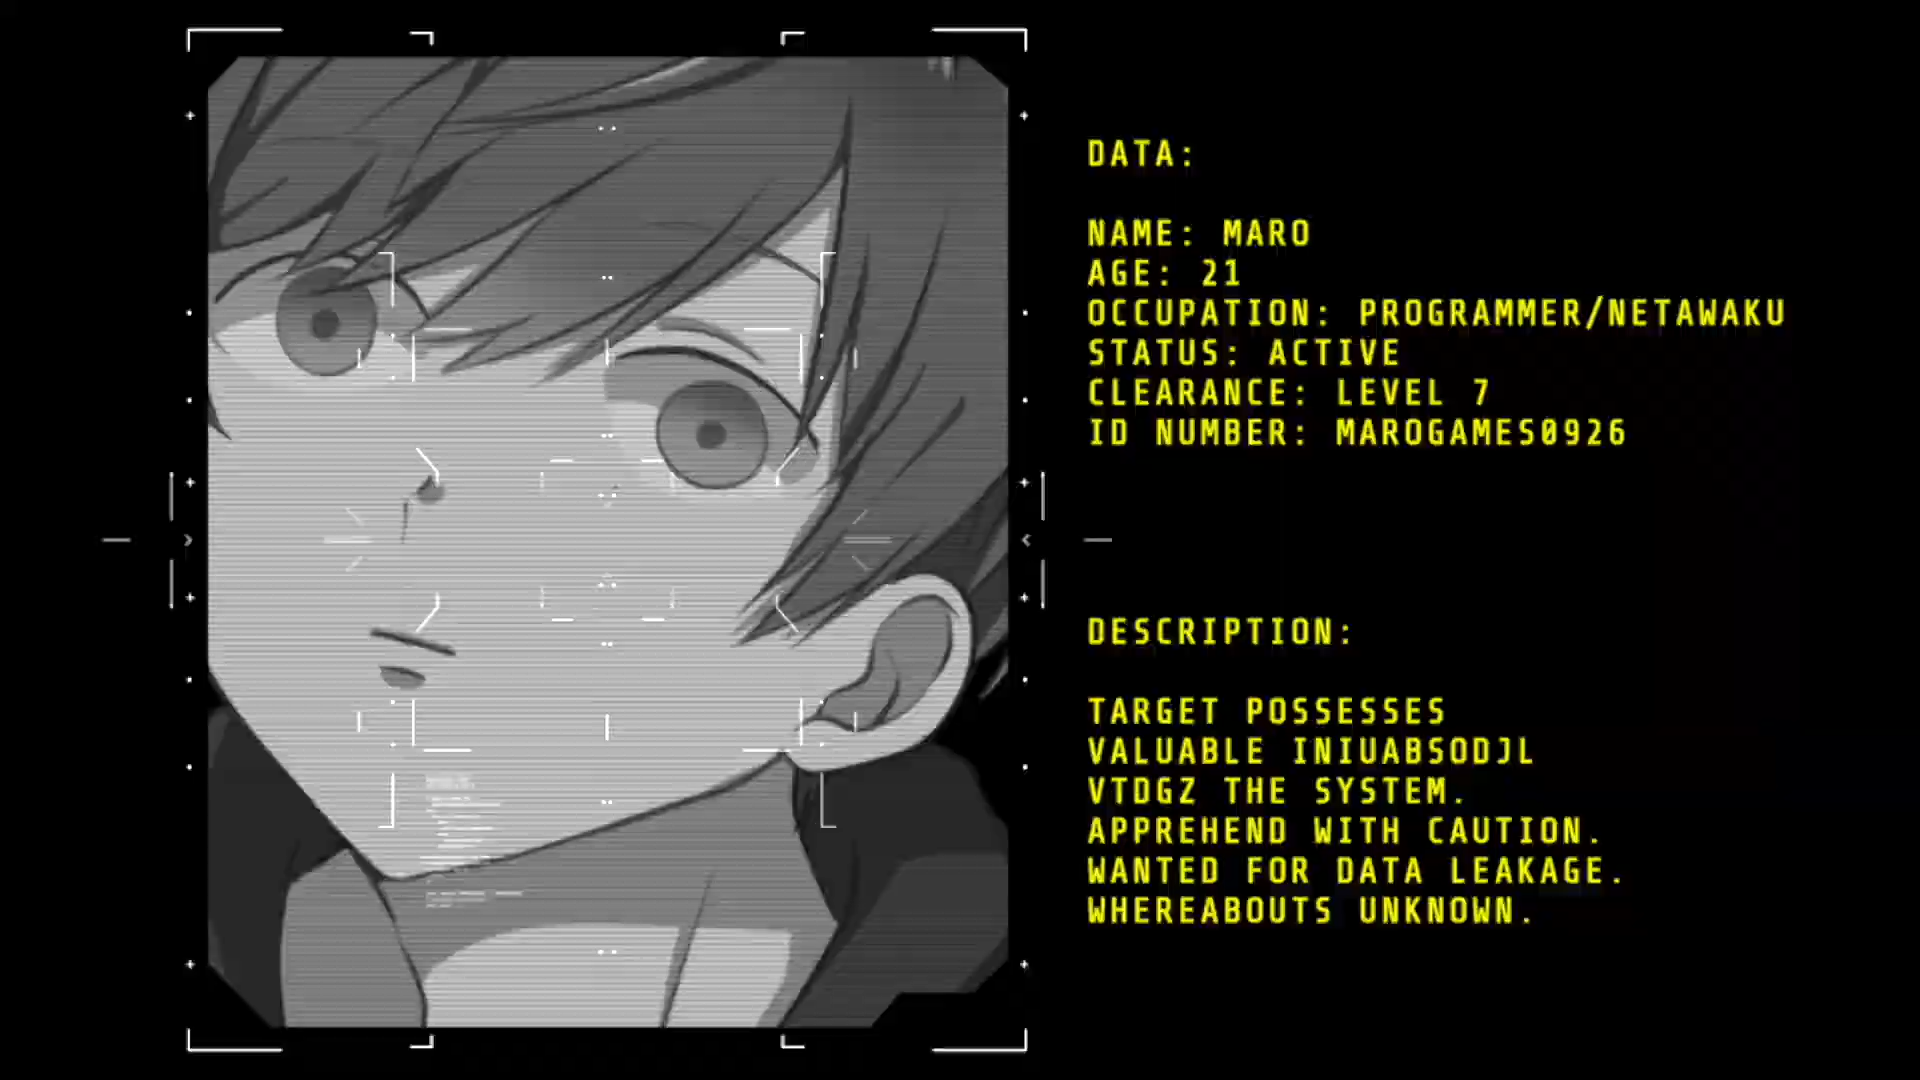 DATA:
NAME: MARO
AGE: 21
OCCUPATION: PROGRAMMER/NETAWAKU
STATUS: ACTIVE
CLEARANCE: LEVEL 7
ID NUMBER: MAROGAMES0926
DESCRIPTION:
TARGET POSSESSES
VALUABLE INIUABSODJL
VTDGZ THE SYSTEM.
APPREHEND WITH CAUTION.
WANTED FOR DATA LEAKAGE.
WHEREABOUTS UNKNOWN.